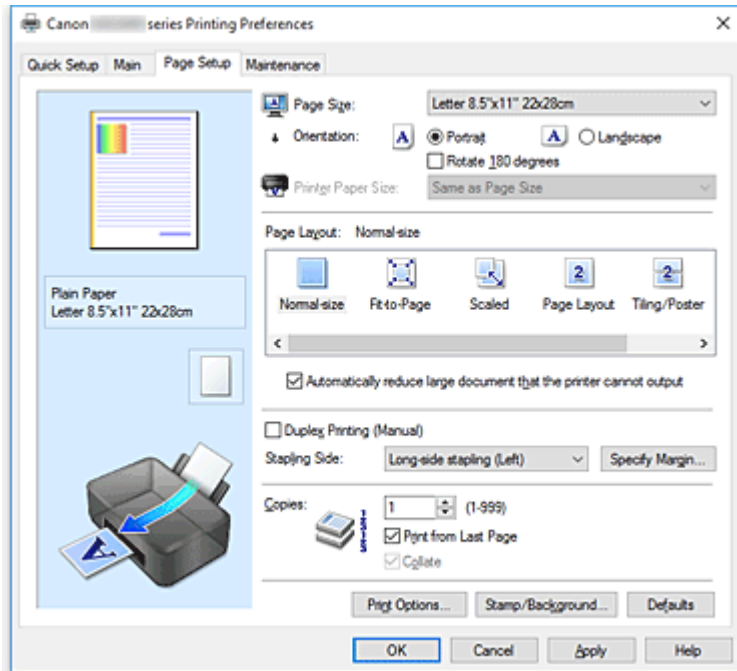 Canon series Printing Preferences
Quick Setup Main Page Setup Maintenance
Page Size: Letter 8.5"x11" 22x28cm
Orientation: A Portrait A Landscape
Rotate 180 degrees
Printer Paper Size: Same as Page Size
Page Layout: Normal-size
2 2
Normal-size Fit-to-Page Scaled Page Layout Tiling/Poster
Plain Paper
Letter 8.5"x11" 22x28cm
Automatically reduce large document that the printer cannot output
Duplex Printing (Manual)
Stapling Side: Long-side stapling (Left) Specify Margin...
Copies: 1 (1-999)
Print from Last Page
Collate
A
Print Options... Stamp/Background... Defaults
OK Cancel Apply Help